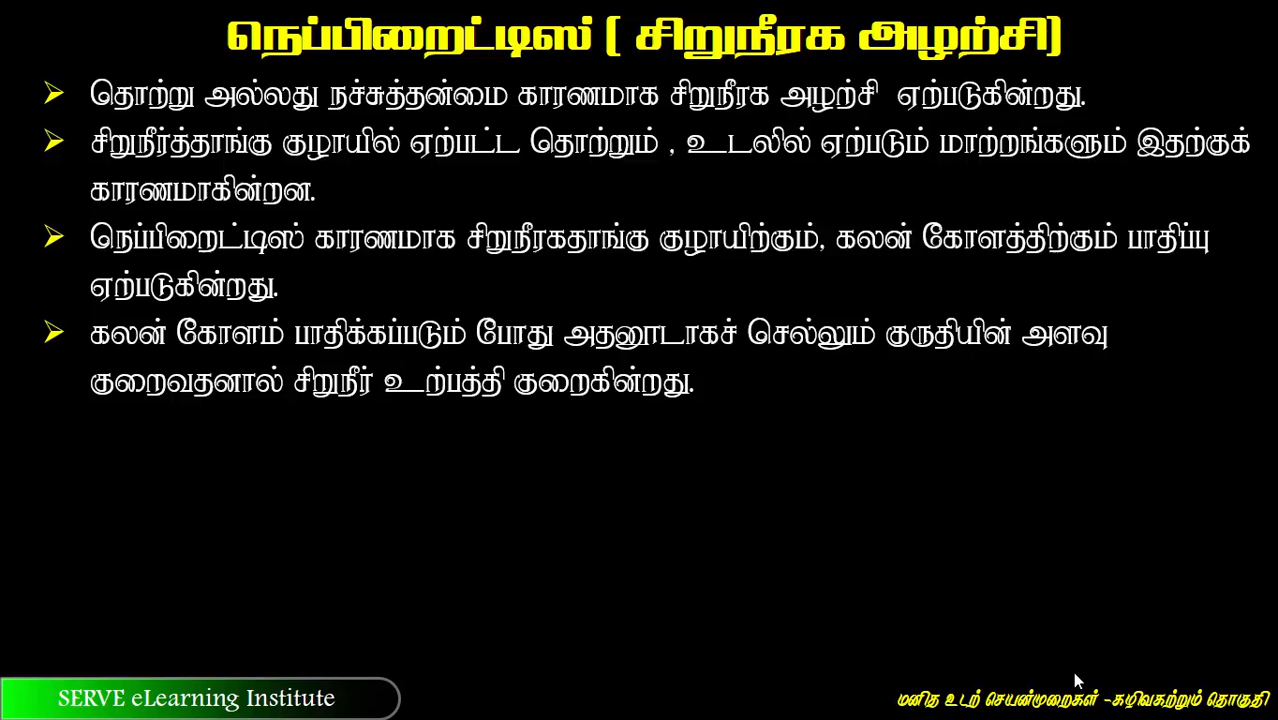 நெப்பிறைட்டிஸ் ( சிறுநீரக அழற்சி)
தொற்று அல்லது நச்சுத்தன்மை காரணமாக சிறுநீரக அழற்சி ஏற்படுகின்றது.
சிறுநீர்த்தாங்கு குழாயில் ஏற்பட்ட தொற்றும் , உடலில் ஏற்படும் மாற்றங்களும் இதற்குக்
காரணமாகின்றன.
நெப்பிறைட்டிஸ் காரணமாக சிறுநீரகதாங்கு குழாயிற்கும், கலன் கோளத்திற்கும் பாதிப்பு
ஏற்படுகின்றது.
கலன் கோளம் பாதிக்கப்படும் போது அதனூடாகச் செல்லும் குருதியின் அளவு
குறைவதனால் சிறுநீர் உற்பத்தி குறைகின்றது.
SERVE eLearning Institute
மனித உடற் செயன்முறைகள் -கழிவகற்றும் தொகுதி